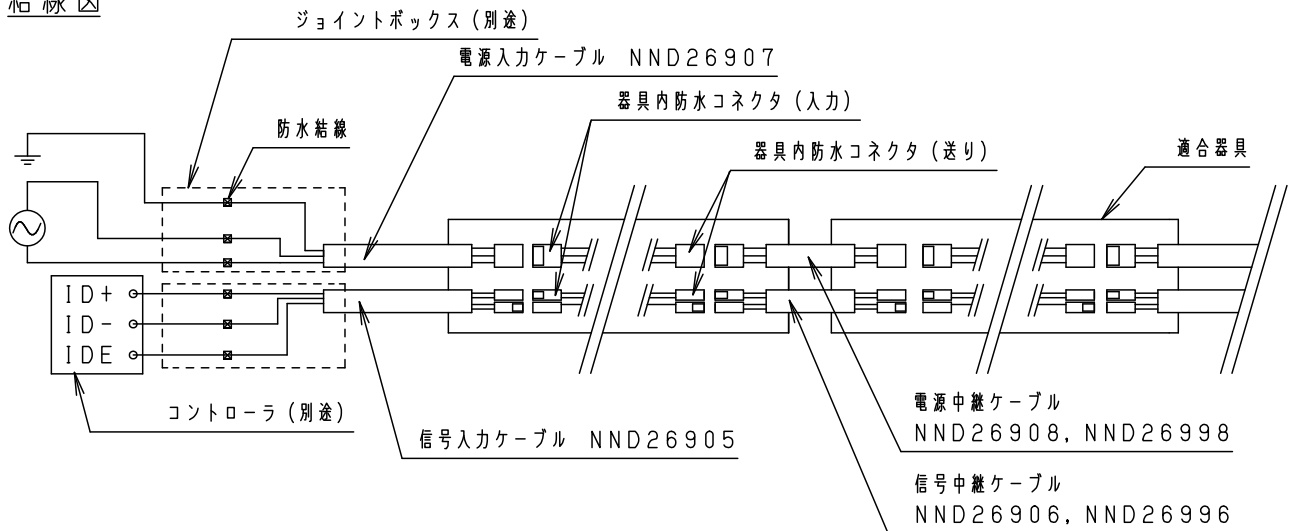 結線図
ジョイントボックス（別途）
電源入力ケーブル NND26907
器具内防水コネクタ（入力）
防水結線
器具内防水コネクタ（送り）
適合器具
ID+
ID-
IDE
コントローラ（別途）
信号入力ケーブル NND26905
電源中継ケーブル
NND26908, NND26998
信号中継ケーブル
NND26906, NND26996